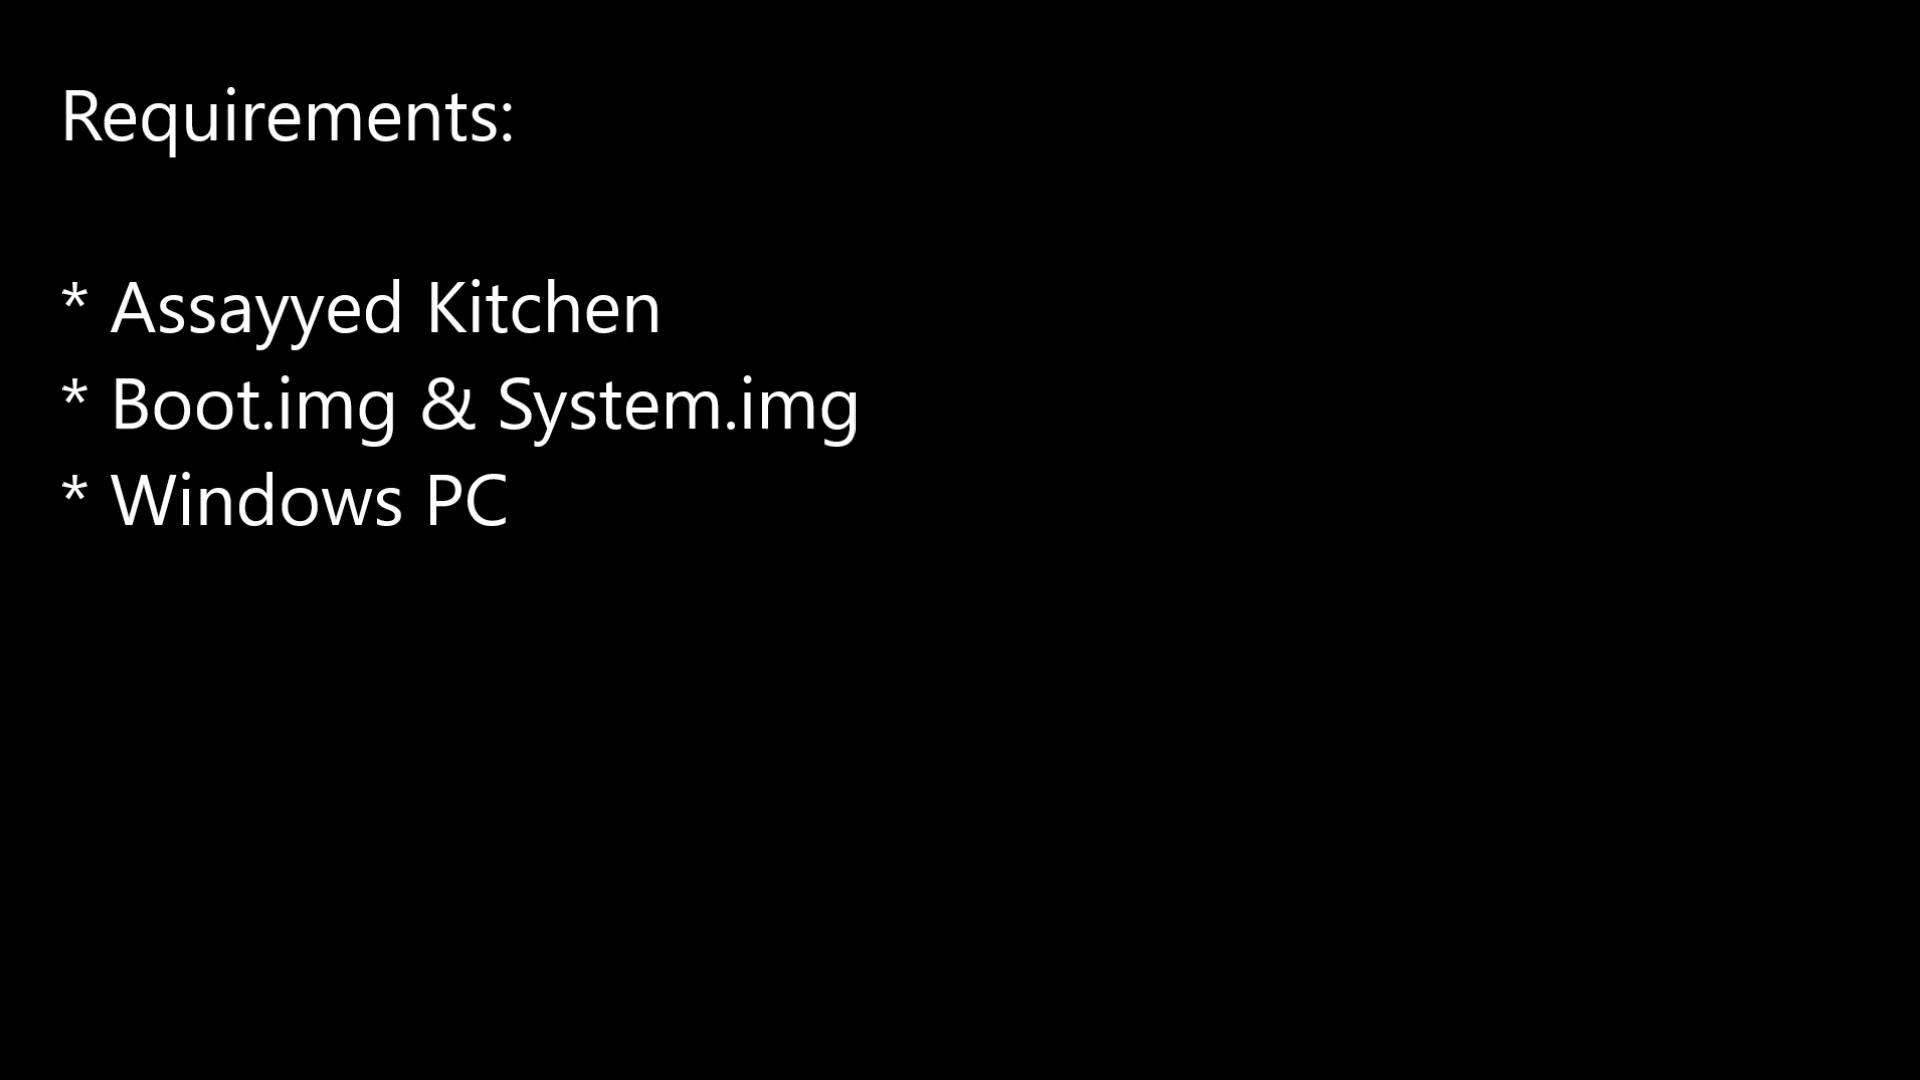 Requirements:
* Assayyed Kitchen
* Boot.img & System.img
* Windows PC